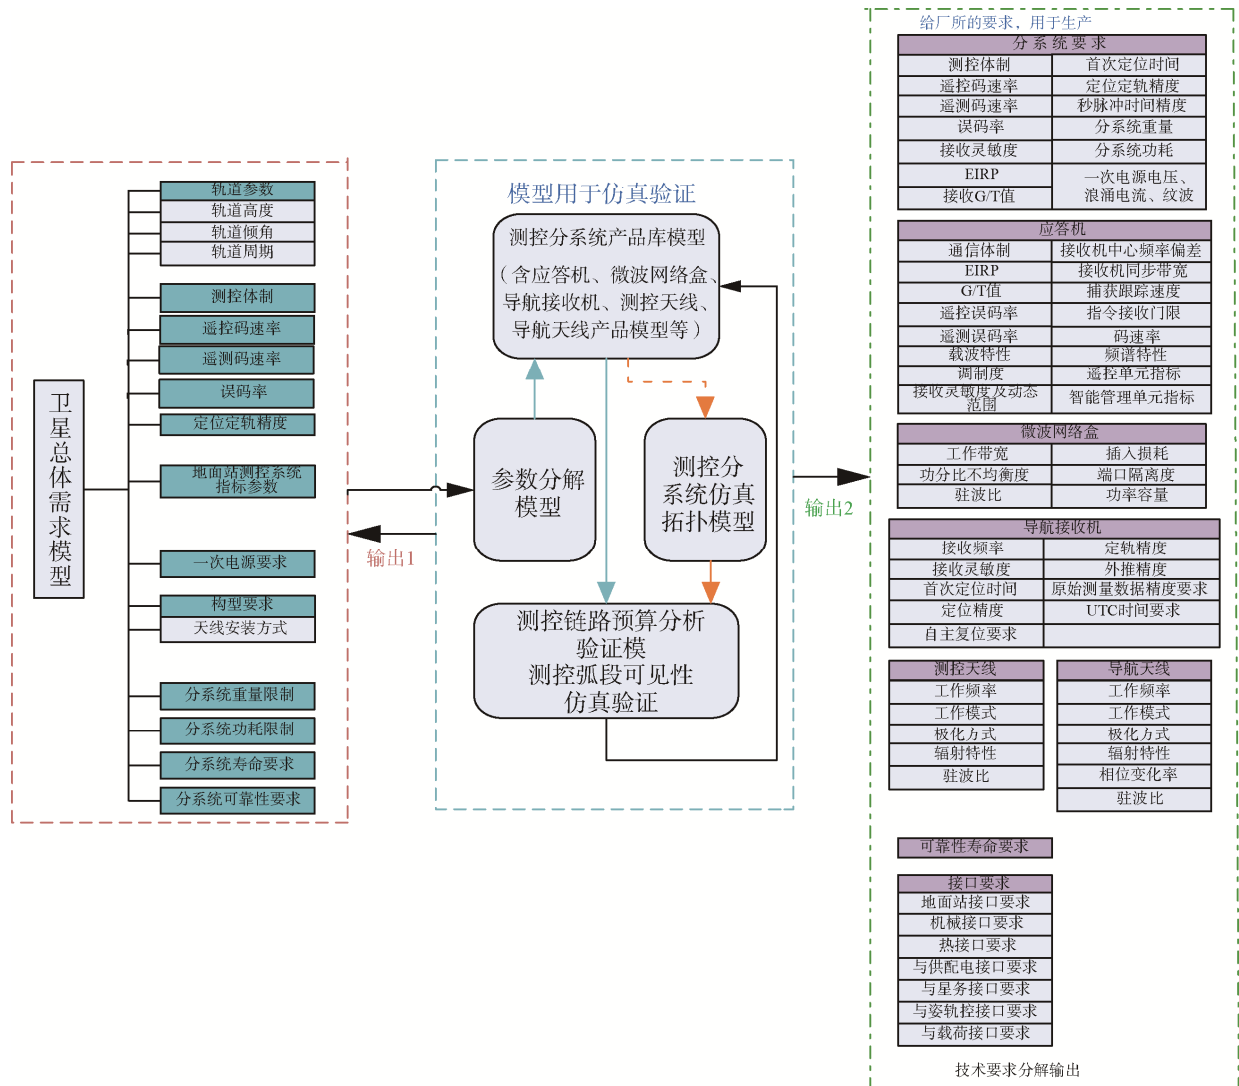 卫星总体需求模型
轨道参数
轨道高度
轨道倾角
轨道周期
测控体制
遥控码速率
遥测码速率
误码率
定位定轨精度
地面站测控系统
指标参数
一次电源要求
构型要求
天线安装方式
分系统重量限制
分系统功耗限制
分系统寿命要求
分系统可靠性要求
输出1
模型用于仿真验证
测控分系统产品库模型
（含应答机、微波网络盒、
导航接收机、测控天线、
导航天线产品模型等）
参数分解
模型
测控分
系统仿真
拓扑模型
测控链路预算分析
验证模
测控弧段可见性
仿真验证
输出2
给厂所的要求，用于生产
分系统要求
测控体制 首次定位时间
遥控码速率 定位定轨精度
遥测码速率 秒脉冲时间精度
误码率 分系统重量
接收灵敏度 分系统功耗
EIRP
接收G/T值
一次电源电压、
浪涌电流、纹波
应答机
通信体制 接收机中心频率偏差
EIRP 接收机同步带宽
G/T值 捕获跟踪速度
遥控误码率 指令接收门限
遥测误码率 码速率
载波特性 频谱特性
调制度 遥控单元指标
接收灵敏度及动态
范围
智能管理单元指标
微波网络盒
工作带宽 插入损耗
功分比不均衡度 端口隔离度
驻波比 功率容量
导航接收机
接收频率 定轨精度
接收灵敏度 外推精度
首次定位时间 原始测量数据精度要求
定位精度 UTC时间要求
自主复位要求
测控天线
工作频率
工作模式
极化方式
辐射特性
驻波比
导航天线
工作频率
工作模式
极化方式
辐射特性
相位变化率
驻波比
可靠性寿命要求
接口要求
地面站接口要求
机械接口要求
热接口要求
与供配电接口要求
与星务接口要求
与姿轨控接口要求
与载荷接口要求
技术要求分解输出